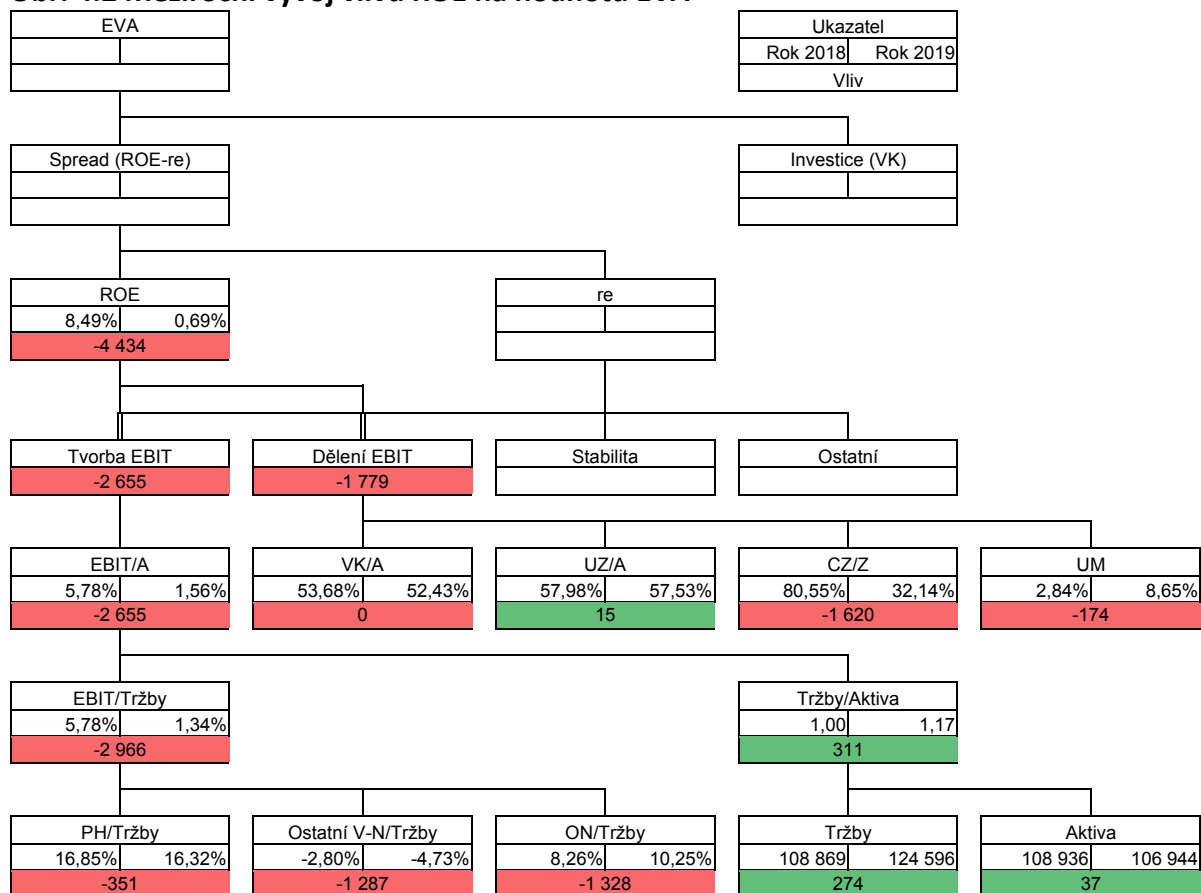 EVA
Ukazatel
Rok 2018 Rok 2019
Vliv
Spread (ROE-re)
Investice (VK)
ROE
re
8,49% 0,69%
-4 434
Tvorba EBIT
Dělení EBIT
Stabilita
Ostatní
-2 655
-1 779
EBIT/A
VK/A
UZ/A
CZ/Z
UM
5,78% 1,56%
53,68% 52,43%
57,98% 57,53%
80,55% 32,14%
2,84% 8,65%
-2 655
0
15
-1 620
-174
EBIT/Tržby
Tržby/Aktiva
5,78% 1,34%
1,00 1,17
-2 966
311
PH/Tržby
Ostatní V-N/Tržby
ON/Tržby
Tržby
Aktiva
16,85% 16,32%
-2,80% -4,73%
8,26% 10,25%
108 869 124 596
108 936 106 944
-351
-1 287
-1 328
274
37